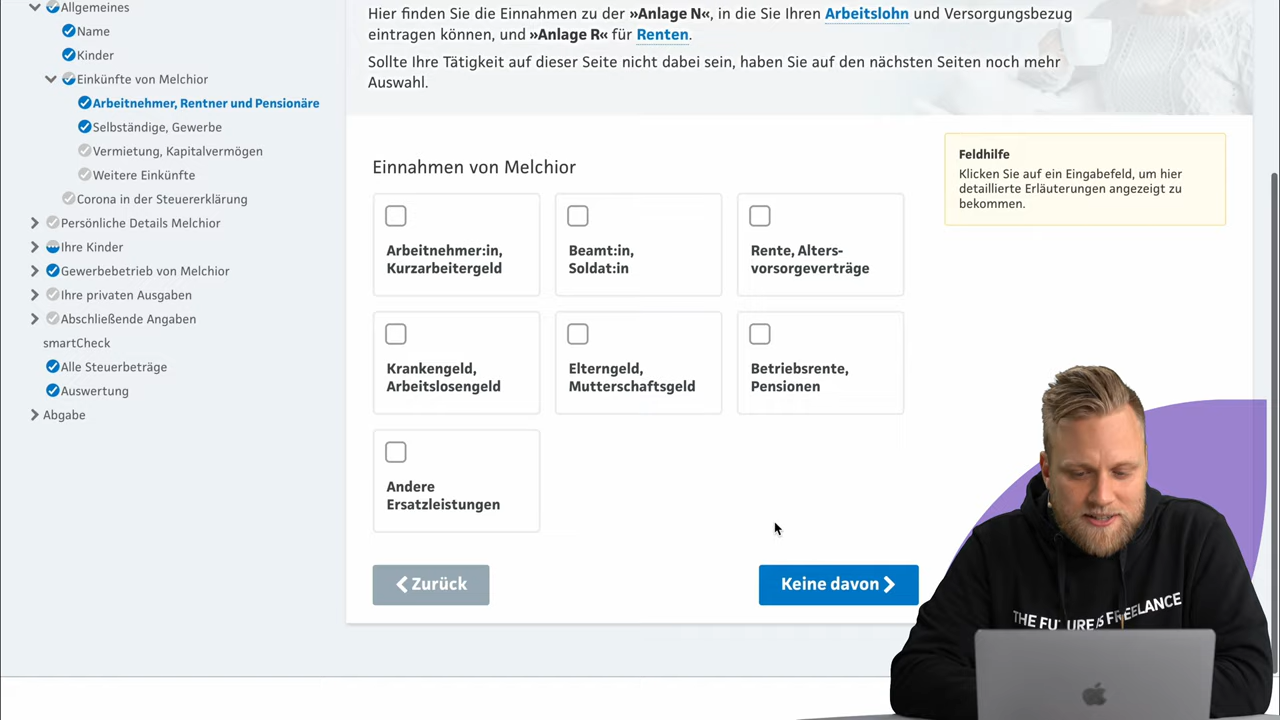 Allgemeines
Name
Kinder
Einkünfte von Melchior
Arbeitnehmer, Rentner und Pensionäre
Selbständige, Gewerbe
Vermietung, Kapitalvermögen
Weitere Einkünfte
Corona in der Steuererklärung
Persönliche Details Melchior
Ihre Kinder
Gewerbebetrieb von Melchior
Ihre privaten Ausgaben
Abschließende Angaben
smartCheck
Alle Steuerbeträge
Auswertung
Abgabe
Hier finden Sie die Einnahmen zu der »Anlage N«, in die Sie Ihren Arbeitslohn und Versorgungsbezug
eintragen können, und »Anlage R« für Renten.
Sollte Ihre Tätigkeit auf dieser Seite nicht dabei sein, haben Sie auf den nächsten Seiten noch mehr
Auswahl.
Einnahmen von Melchior
Arbeitnehmer:in,
Kurzarbeitergeld
Beamt:in,
Soldat:in
Rente, Alters-
vorsorgeverträge
Krankengeld,
Arbeitslosengeld
Elterngeld,
Mutterschaftsgeld
Betriebsrente,
Pensionen
Andere
Ersatzleistungen
Zurück
Keine davon
Feldhilfe
Klicken Sie auf ein Eingabefeld, um hier
detaillierte Erläuterungen angezeigt zu
bekommen.
THE FUTURE IS FREELANCE